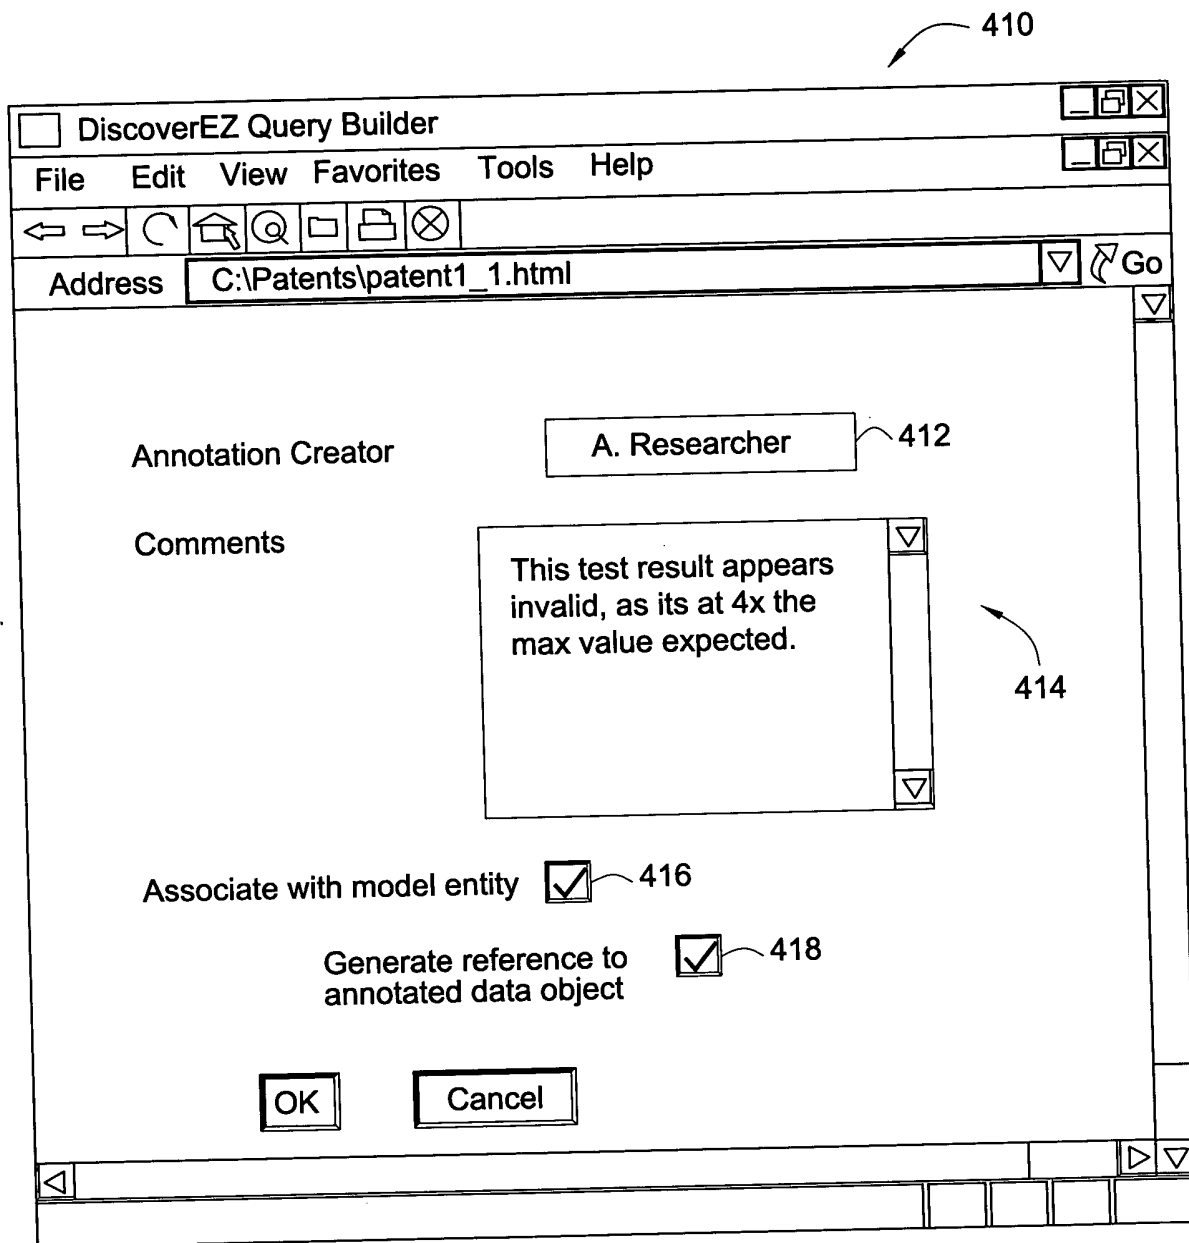 410
DiscoverEZ Query Builder
File Edit View Favorites Tools Help
Address C:\Patents\patent1_1.html Go
Annotation Creator A. Researcher 412
Comments
This test result appears
invalid, as its at 4x the
max value expected.
414
Associate with model entity 416
Generate reference to
annotated data object
418
OK Cancel